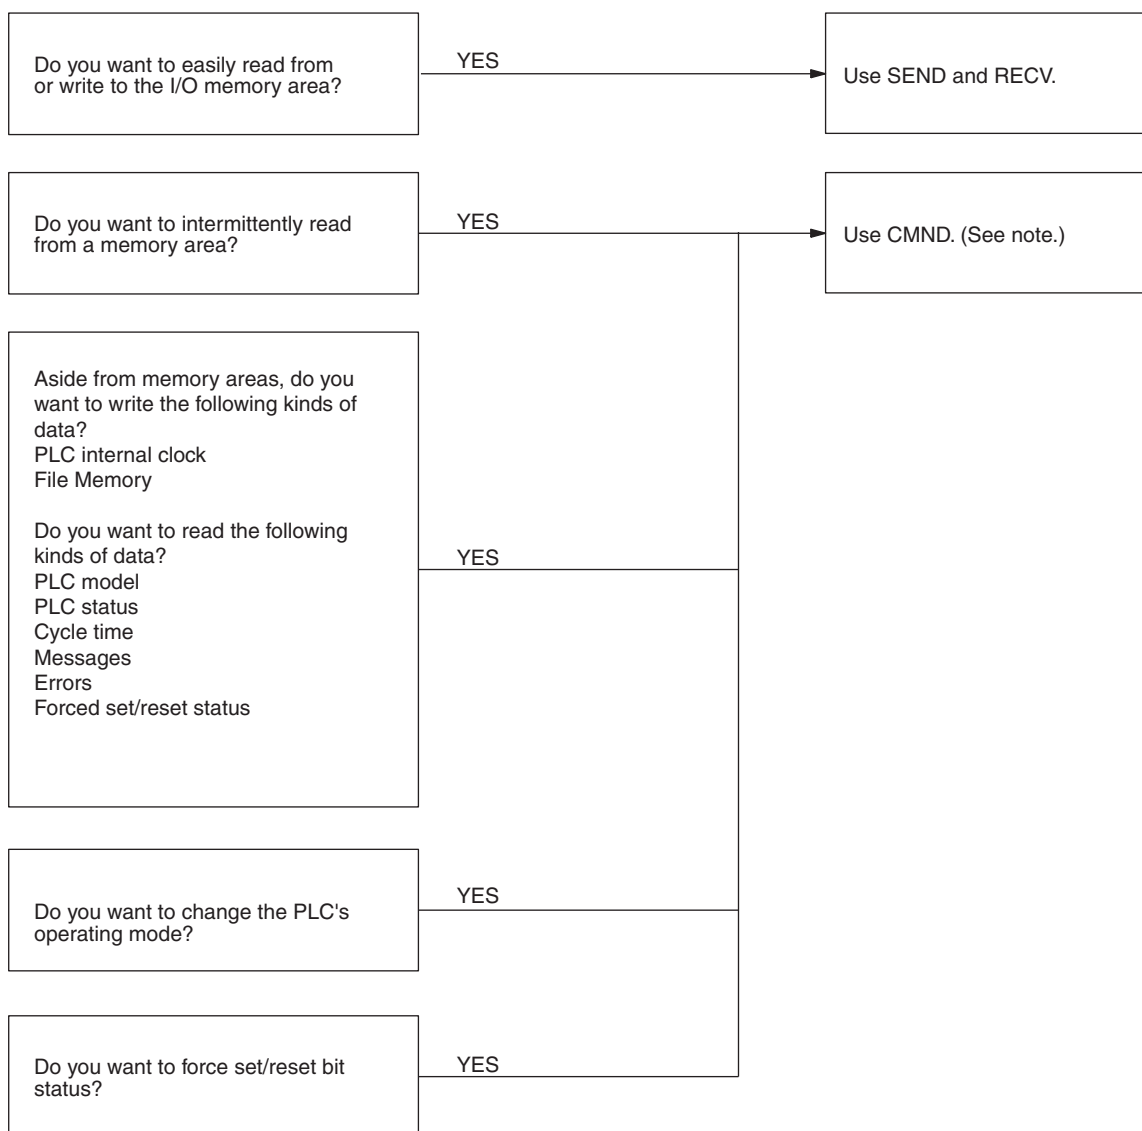 Do you want to easily read from
or write to the I/O memory area?
YES
Use SEND and RECV.
Do you want to intermittently read
from a memory area?
YES
Use CMND. (See note.)
Aside from memory areas, do you
want to write the following kinds of
data?
PLC internal clock
File Memory
Do you want to read the following
kinds of data?
PLC model
PLC status
Cycle time
Messages
Errors
Forced set/reset status
YES
Do you want to change the PLC's
operating mode?
YES
Do you want to force set/reset bit
status?
YES